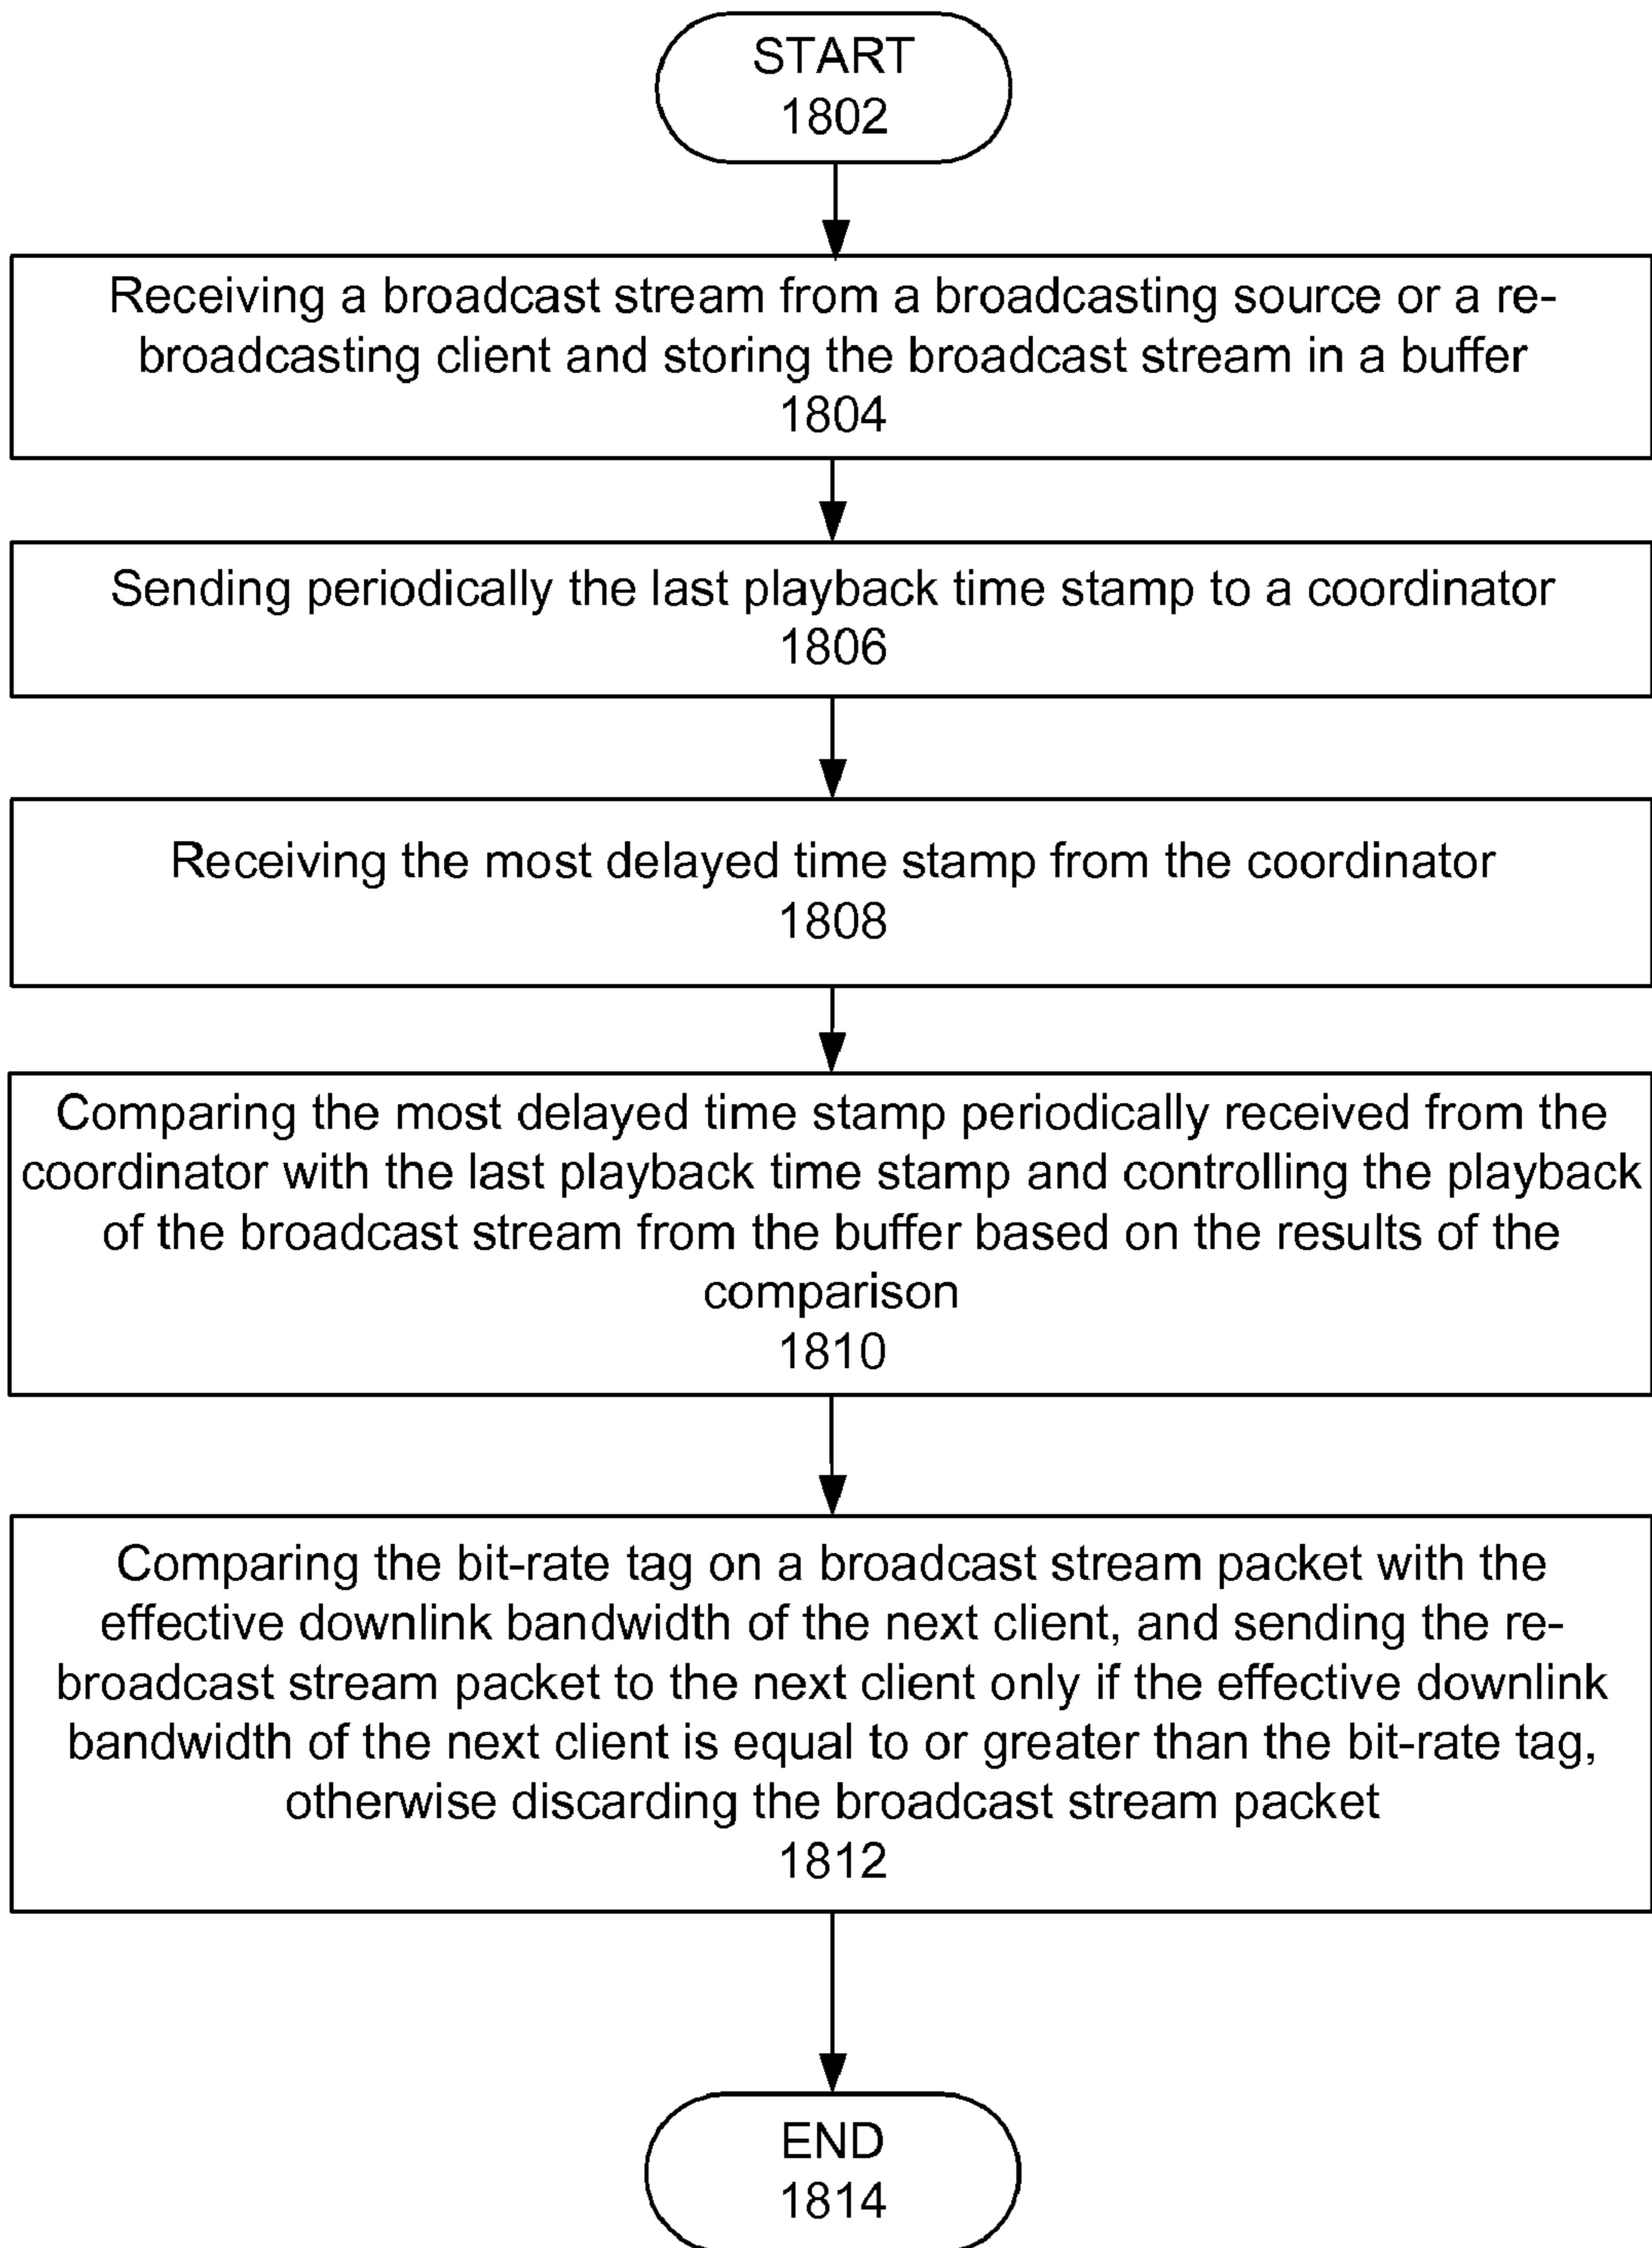 START
1802
Receiving a broadcast stream from a broadcasting source or a re-
broadcasting client and storing the broadcast stream in a buffer
1804
Sending periodically the last playback time stamp to a coordinator
1806
Receiving the most delayed time stamp from the coordinator
1808
Comparing the most delayed time stamp periodically received from the
coordinator with the last playback time stamp and controlling the playback
of the broadcast stream from the buffer based on the results of the
comparison
1810
Comparing the bit-rate tag on a broadcast stream packet with the
effective downlink bandwidth of the next client, and sending the re-
broadcast stream packet to the next client only if the effective downlink
bandwidth of the next client is equal to or greater than the bit-rate tag,
otherwise discarding the broadcast stream packet
1812
END
1814